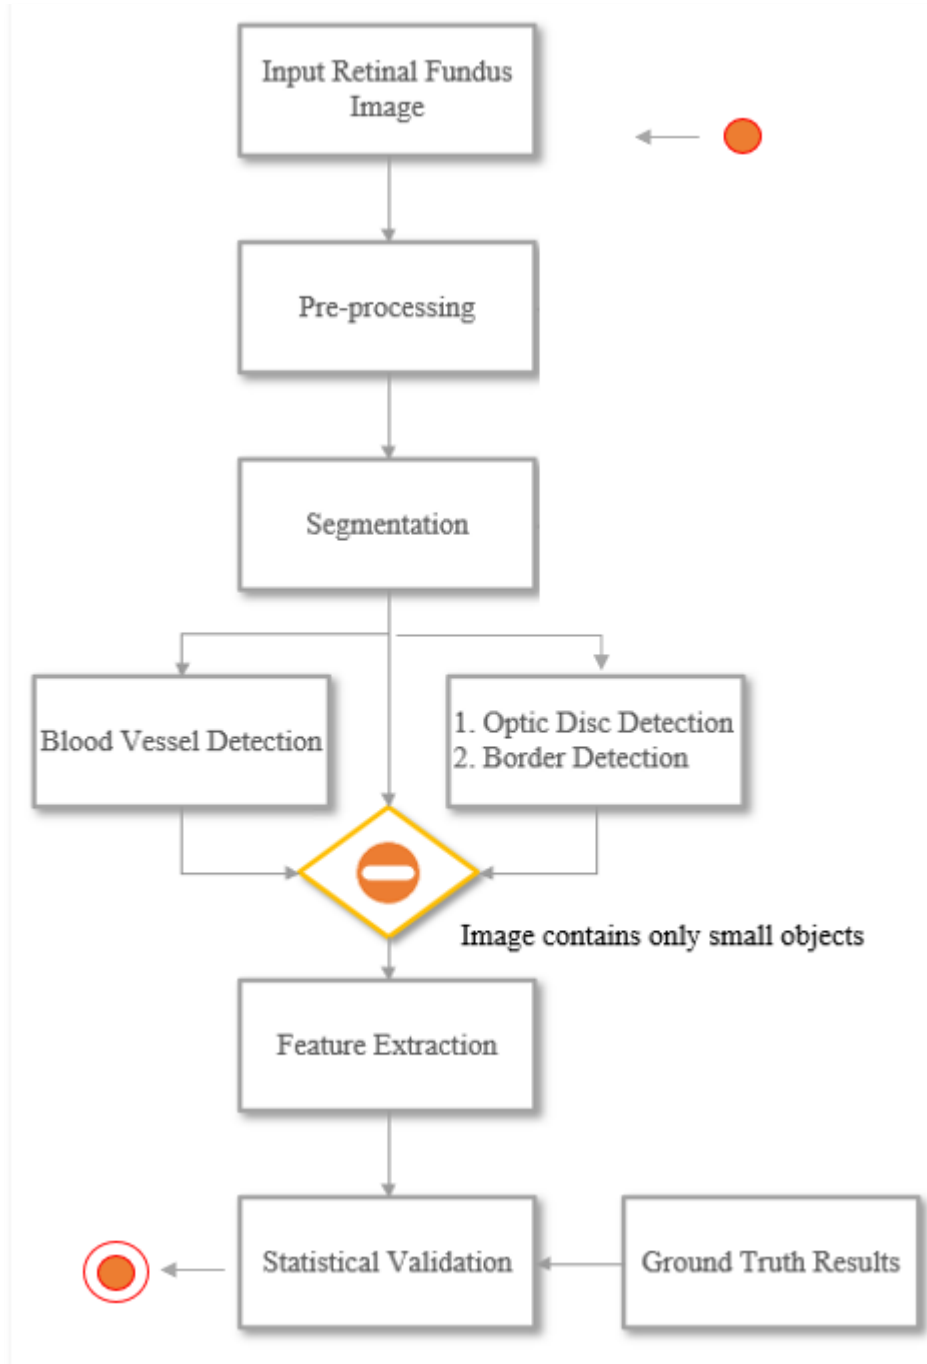 Input Retinal Fundus
Image
Pre-processing
Segmentation
Blood Vessel Detection
1. Optic Disc Detection
2. Border Detection
Image contains only small objects
Feature Extraction
Statistical Validation
Ground Truth Results